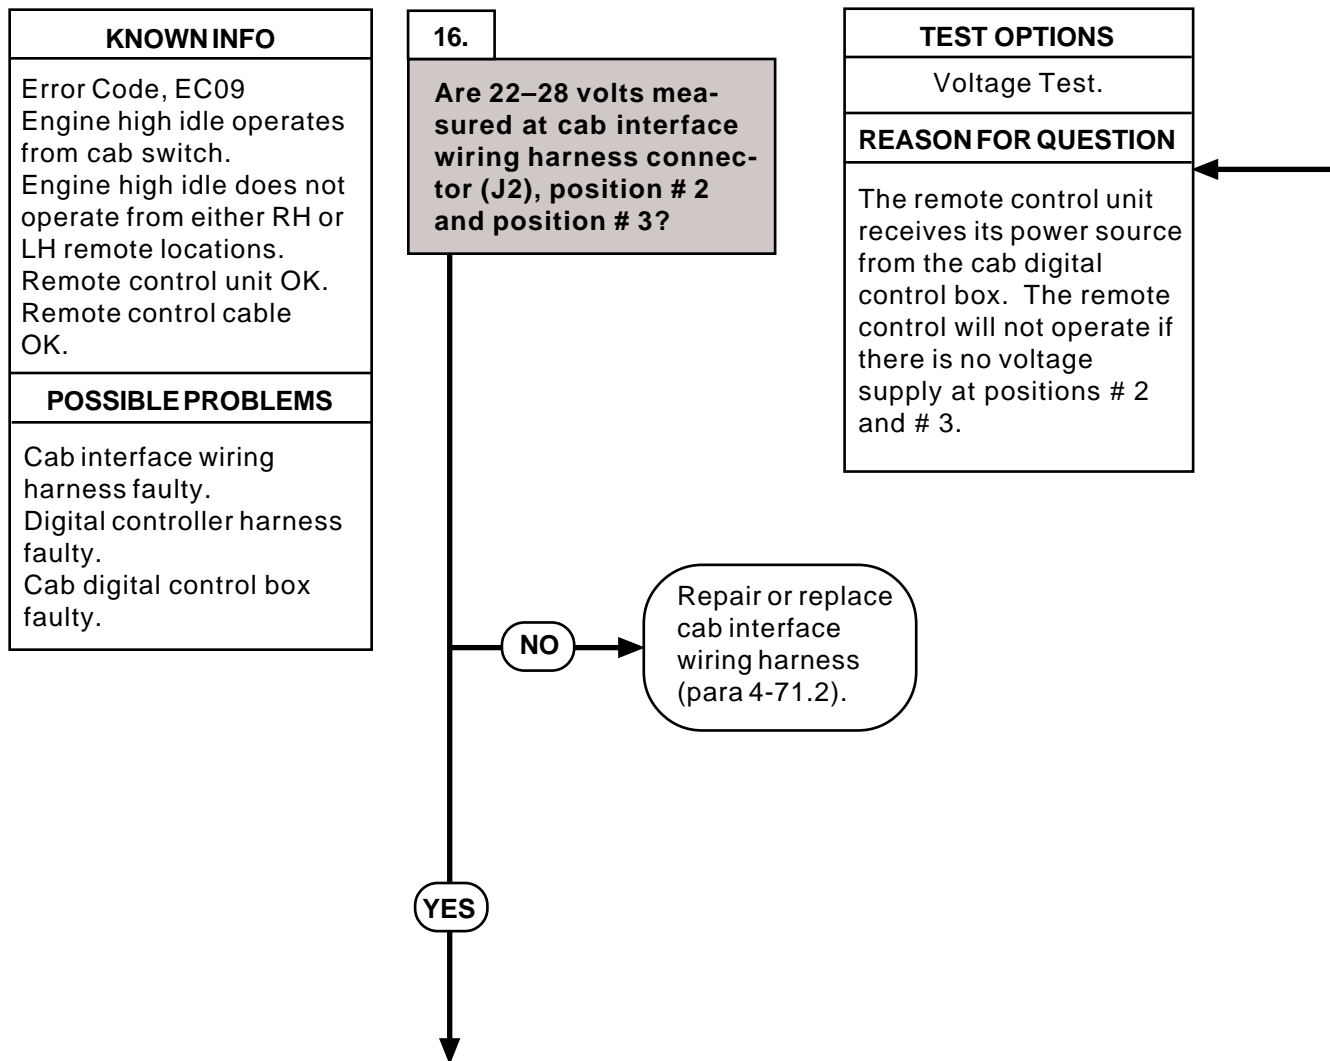 KNOWN INFO
Error Code, EC09
Engine high idle operates
from cab switch.
Engine high idle does not
operate from either RH or
LH remote locations.
Remote control unit OK.
Remote control cable
OK.
POSSIBLE PROBLEMS
Cab interface wiring
harness faulty.
Digital controller harness
faulty.
Cab digital control box
faulty.
16.
Are 22–28 volts mea-
sured at cab interface
wiring harness connec-
tor (J2), position # 2
and position # 3?
TEST OPTIONS
Voltage Test.
REASON FOR QUESTION
The remote control unit
receives its power source
from the cab digital
control box. The remote
control will not operate if
there is no voltage
supply at positions # 2
and # 3.
NO
Repair or replace
cab interface
wiring harness
(para 4-71.2).
YES